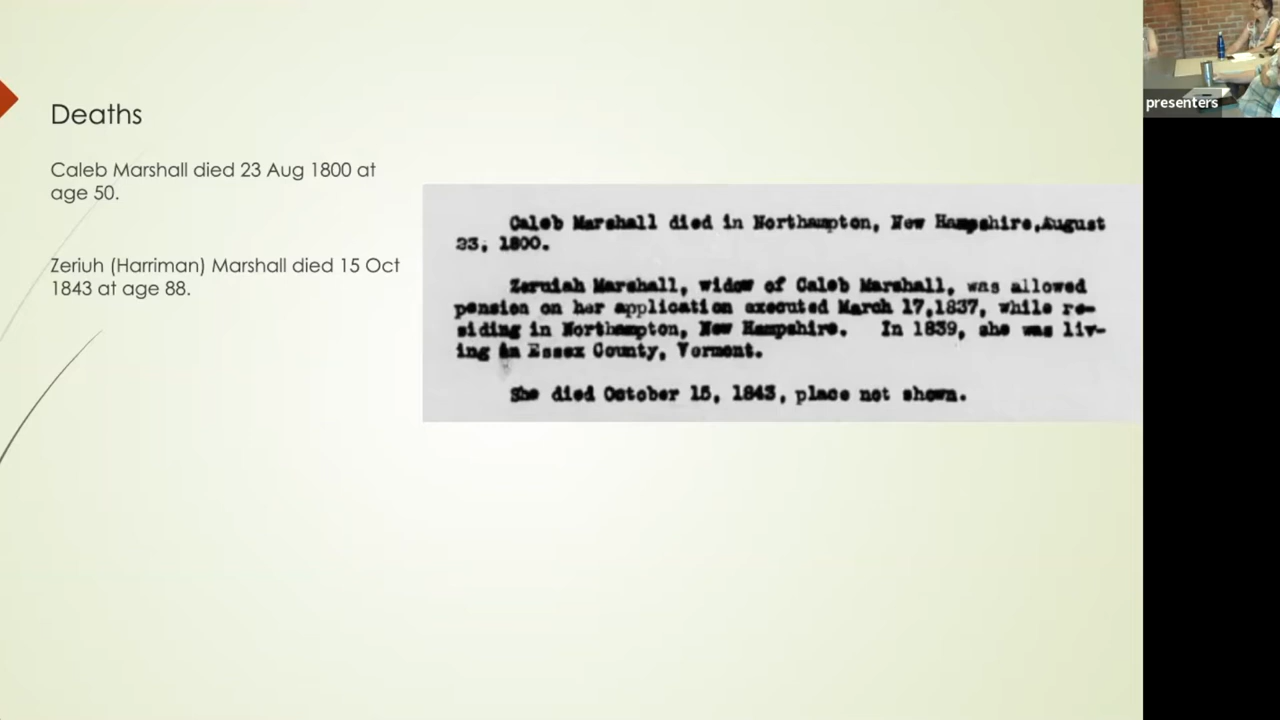 Deaths
Caleb Marshall died 23 Aug 1800 at
age 50.
Zeriuh (Harriman) Marshall died 15 Oct
1843 at age 88.
Caleb Marshall died in Northampton, New Hampshire,August
23, 1800.
Zeruiah Marshall, widow of Caleb Marshall, was allowed
pension on her application executed March 17,1837, while re-
siding in Northampton, New Hampshire. In 1839, she was liv-
ing in Essex County, Vermont.
She died October 15, 1843, place not shown.
presenters